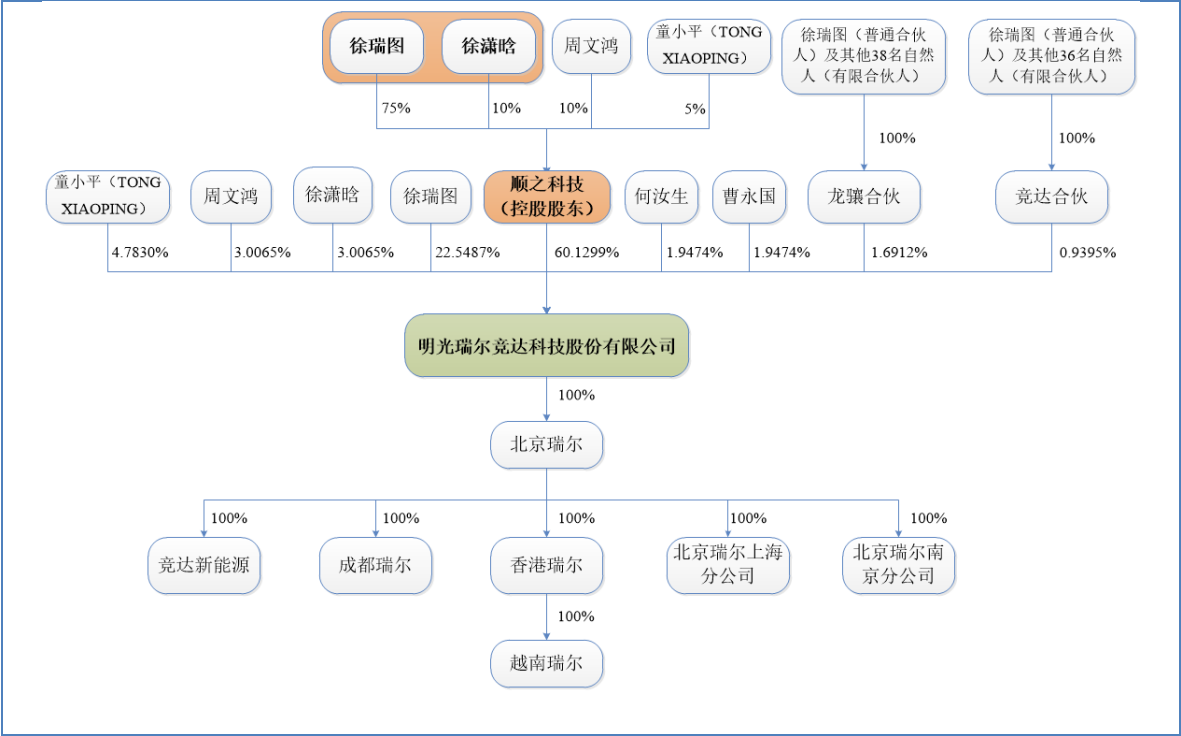 徐瑞图
徐潇晗
周文鸿
童小平（TONG
XIAOPING）
徐瑞图（普通合伙
人）及其他38名自然
人（有限合伙人）
徐瑞图（普通合伙
人）及其他36名自然
人（有限合伙人）
75%
10%
10%
5%
100%
100%
童小平（TONG
XIAOPING）
周文鸿
徐潇晗
徐瑞图
顺之科技
（控股股东）
何汝生
曹永国
龙骧合伙
竞达合伙
4.7830%
3.0065%
3.0065%
22.5487%
60.1299%
1.9474%
1.9474%
1.6912%
0.9395%
明光瑞尔竞达科技股份有限公司
100%
北京瑞尔
100%
100%
100%
100%
100%
竞达新能源
成都瑞尔
香港瑞尔
北京瑞尔上海
分公司
北京瑞尔南
京分公司
100%
越南瑞尔